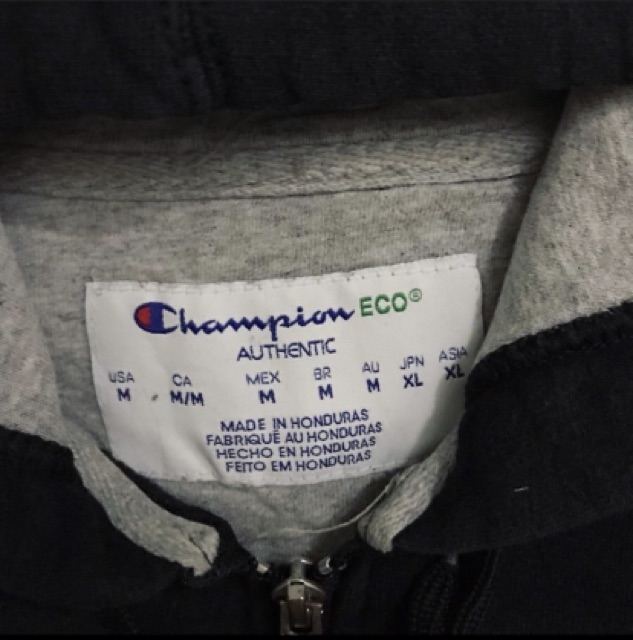 Champion ECO®
AUTHENTIC
USA CA MEX BR AU JPN ASIA
M M/M M M M XL XL
MADE IN HONDURAS
FABRIQUÉ AU HONDURAS
HECHO EN HONDURAS
FEITO EM HONDURAS